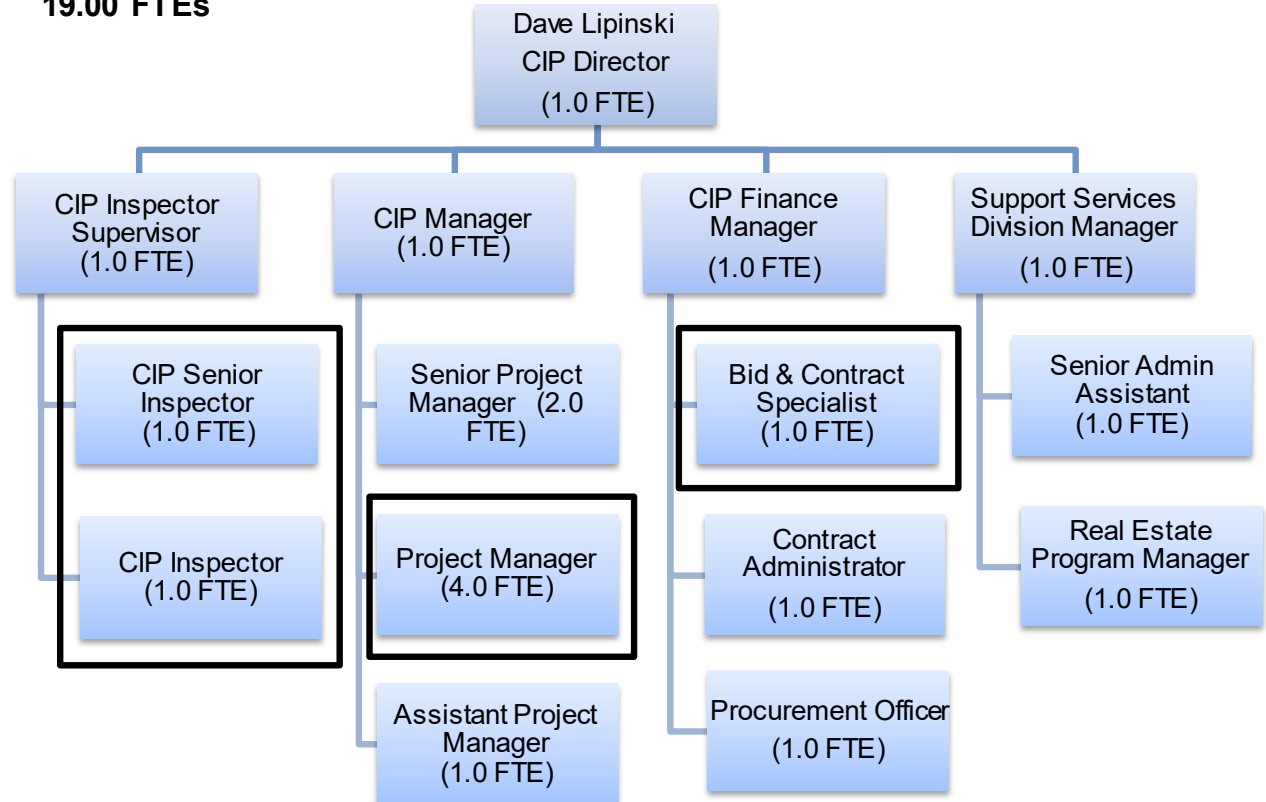 19.00 FTEs
Dave Lipinski
CIP Director
(1.0 FTE)
CIP Inspector
Supervisor
(1.0 FTE)
CIP Manager
(1.0 FTE)
CIP Finance
Manager
(1.0 FTE)
Support Services
Division Manager
(1.0 FTE)
CIP Senior
Inspector
(1.0 FTE)
CIP Inspector
(1.0 FTE)
Senior Project
Manager (2.0
FTE)
Project Manager
(4.0 FTE)
Assistant Project
Manager
(1.0 FTE)
Bid & Contract
Specialist
(1.0 FTE)
Contract
Administrator
(1.0 FTE)
Procurement Officer
(1.0 FTE)
Senior Admin
Assistant
(1.0 FTE)
Real Estate
Program Manager
(1.0 FTE)